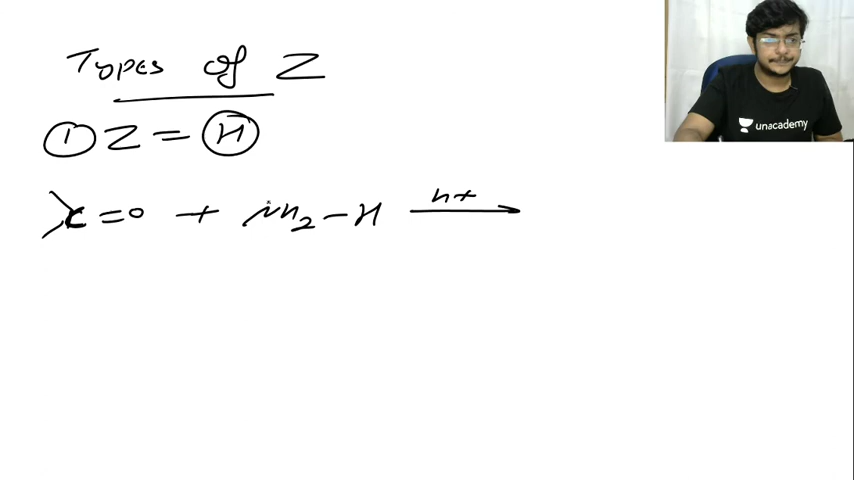 Types of Z
① Z = H
C=O + NH2-H H+
unacademy